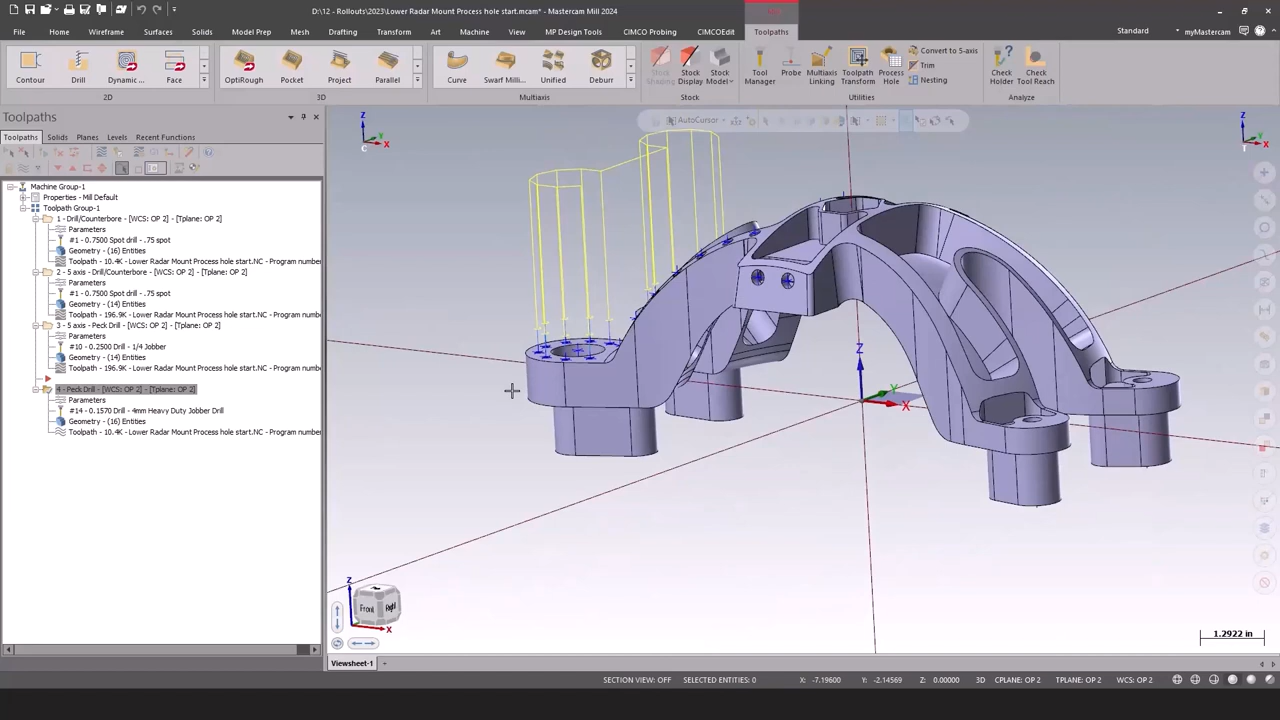 D:\12 - Rollouts\2023\Lower Radar Mount Process hole start.mcam* - Mastercam Mill 2024
Mill
File Home Wireframe Surfaces Solids Model Prep Mesh Drafting Transform Art Machine View MP Design Tools CIMCO Probing CIMCOEdit Toolpaths Standard myMastercam
Contour Drill Dynamic ... Face
2D
OptiRough Pocket Project Parallel
3D
Curve Swarf Milli... Unified Deburr
Multiaxis
Stock Shading Stock Display Stock Model
Stock
Tool Manager Probe Multiaxis Linking Toolpath Transform Process Hole Convert to 5-axis
Trim
Nesting
Utilities
Check Holder Check Tool Reach
Analyze
Toolpaths
Toolpaths Solids Planes Levels Recent Functions
Machine Group-1
Properties - Mill Default
Toolpath Group-1
1 - Drill/Counterbore - [WCS: OP 2] - [Tplane: OP 2]
Parameters
#1 - 0.7500 Spot drill - .75 spot
Geometry - (16) Entities
Toolpath - 10.4K - Lower Radar Mount Process hole start.NC - Program number
2 - 5 axis - Drill/Counterbore - [WCS: OP 2] - [Tplane: OP 2]
Parameters
#1 - 0.7500 Spot drill - .75 spot
Geometry - (14) Entities
Toolpath - 196.9K - Lower Radar Mount Process hole start.NC - Program numbe
3 - 5 axis - Peck Drill - [WCS: OP 2] - [Tplane: OP 2]
Parameters
#10 - 0.2500 Drill - 1/4 Jobber
Geometry - (14) Entities
Toolpath - 196.9K - Lower Radar Mount Process hole start.NC - Program numbe
4 - Peck Drill - [WCS: OP 2] - [Tplane: OP 2]
Parameters
#14 - 0.1570 Drill - 4mm Heavy Duty Jobber Drill
Geometry - (16) Entities
Toolpath - 10.4K - Lower Radar Mount Process hole start.NC - Program number
AutoCursor
Z
Y
X
C
Z
Y
X
T
Z
Y
X
Z
Front Right
X
1.2922 in
Viewsheet-1 +
SECTION VIEW: OFF SELECTED ENTITIES: 0 X: -7.19600 Y: -2.14569 Z: 0.00000 3D CPLANE: OP 2 TPLANE: OP 2 WCS: OP 2